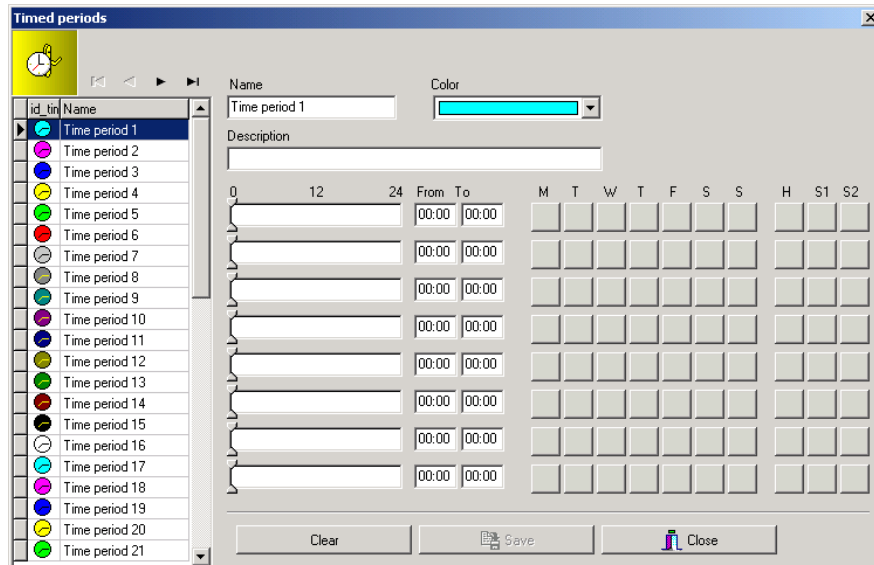 Timed periods
Name Color
id_tin Name
Time period 1
Time period 1
Time period 2
Time period 3
Time period 4
Time period 5
Time period 6
Time period 7
Time period 8
Time period 9
Time period 10
Time period 11
Time period 12
Time period 13
Time period 14
Time period 15
Time period 16
Time period 17
Time period 18
Time period 19
Time period 20
Time period 21
Description
0 12 24 From To M T W T F S S H S1 S2
00:00 00:00
00:00 00:00
00:00 00:00
00:00 00:00
00:00 00:00
00:00 00:00
00:00 00:00
00:00 00:00
Clear Save Close